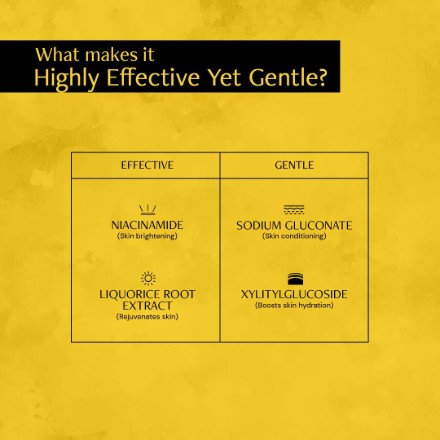 What makes it
Highly Effective Yet Gentle?
EFFECTIVE
GENTLE
NIACINAMIDE
(Skin brightening)
SODIUM GLUCONATE
(Skin conditioning)
LIQUORICE ROOT
EXTRACT
(Rejuvenates skin)
XYLITYLGLUCOSIDE
(Boosts skin hydration)